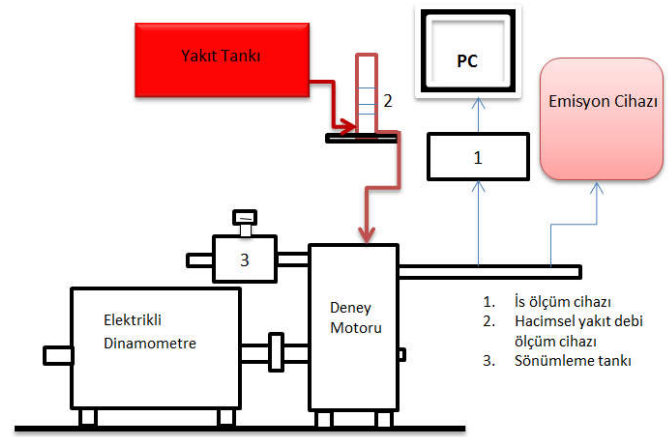 Yakıt Tankı
2
PC
Emisyon Cihazı
1
3
Elektrikli
Dinamometre
Deney
Motoru
1. İs ölçüm cihazı
2. Hacimsel yakıt debi
ölçüm cihazı
3. Sönümleme tankı